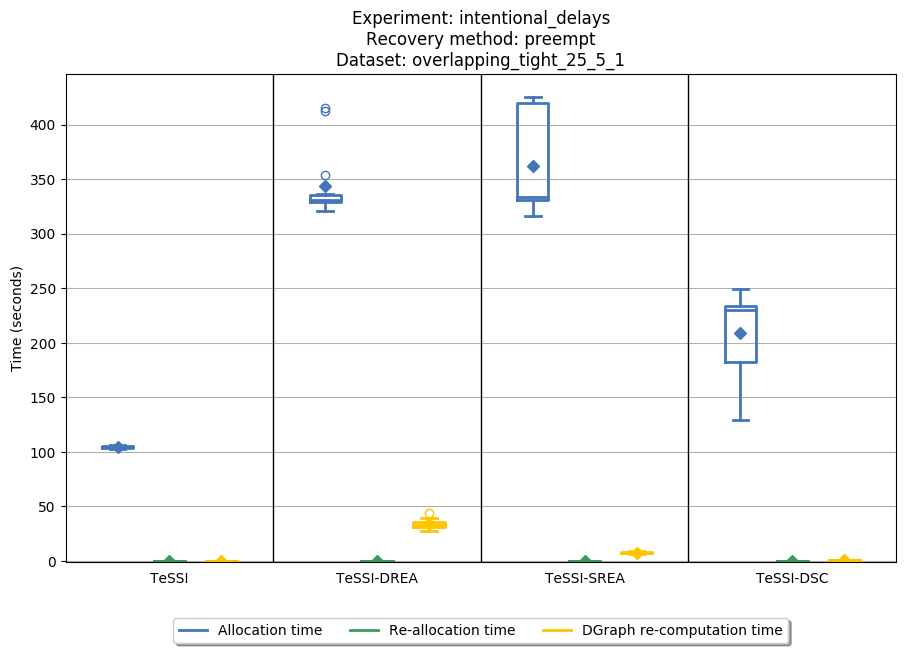 Experiment: intentional_delays
Recovery method: preempt
Dataset: overlapping_tight_25_5_1
Time (seconds)
400
350
300
250
200
150
100
50
0
TeSSI TeSSI-DREA TeSSI-SREA TeSSI-DSC
Allocation time Re-allocation time DGraph re-computation time